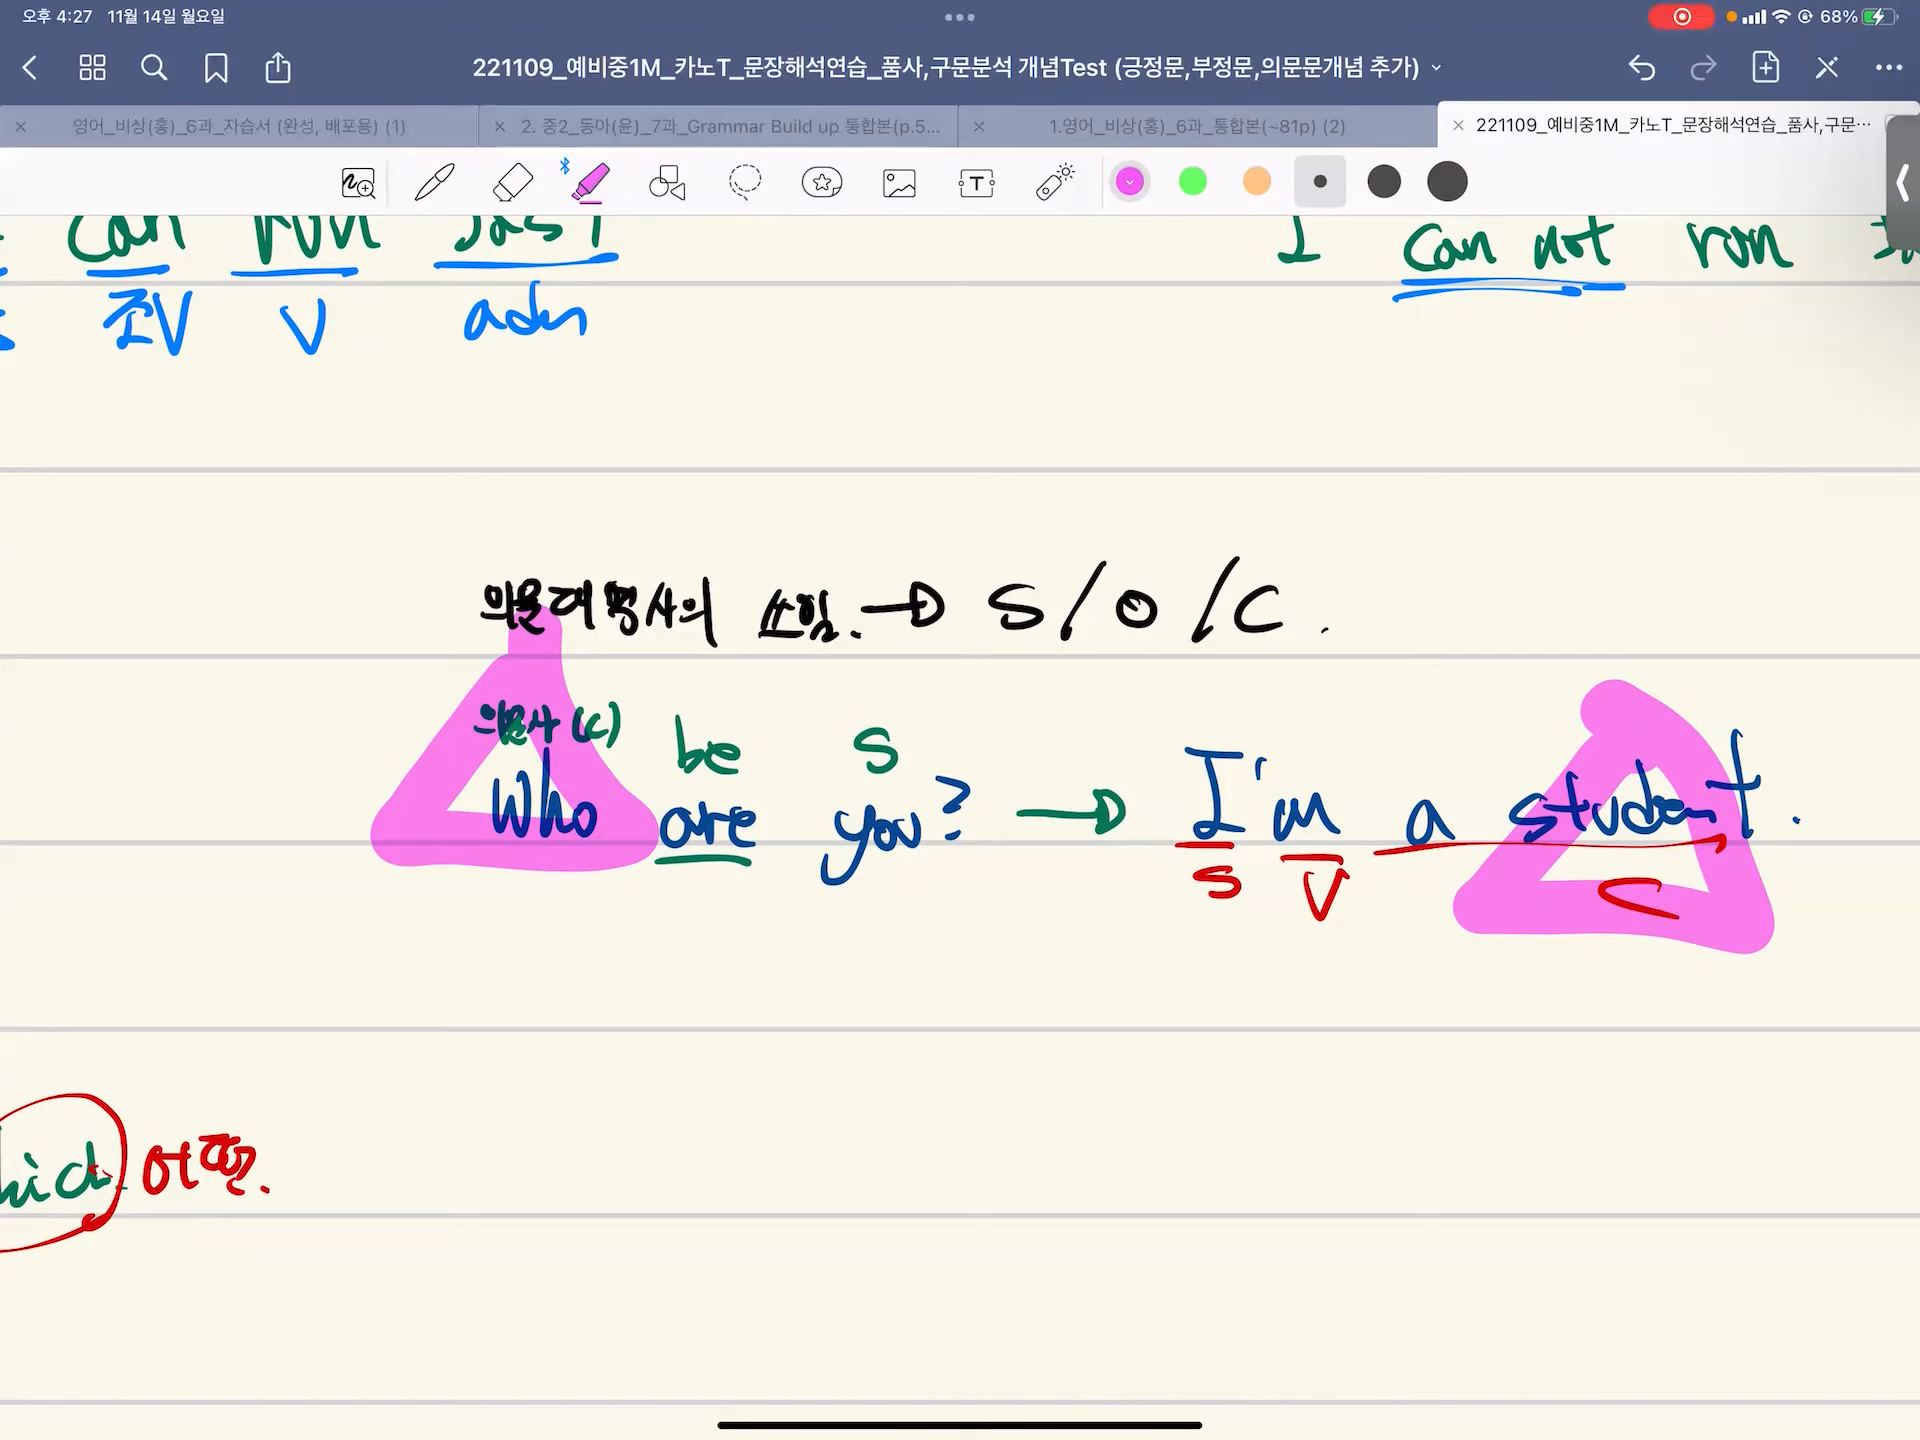 오후 4:27 11월 14일 월요일
68%
221109_예비중1M_카노T_문장해석연습_품사,구문분석 개념Test (긍정문,부정문,의문문개념 추가)
영어_비상(홍)_6과_자습서 (완성, 배포용) (1)
2. 중2_동아(윤)_7과_Grammar Build up 통합본(p.5...
1.영어_비상(홍)_6과_통합본(~81p) (2)
221109_예비중1M_카노T_문장해석연습_품사,구문···
T
can run fast
I can not run
조V V adv
의문대명사의 쓰임. → S / O / C.
의문사 (C) be S
Who are you? → I'm a student.
S V C
hich 어떤.